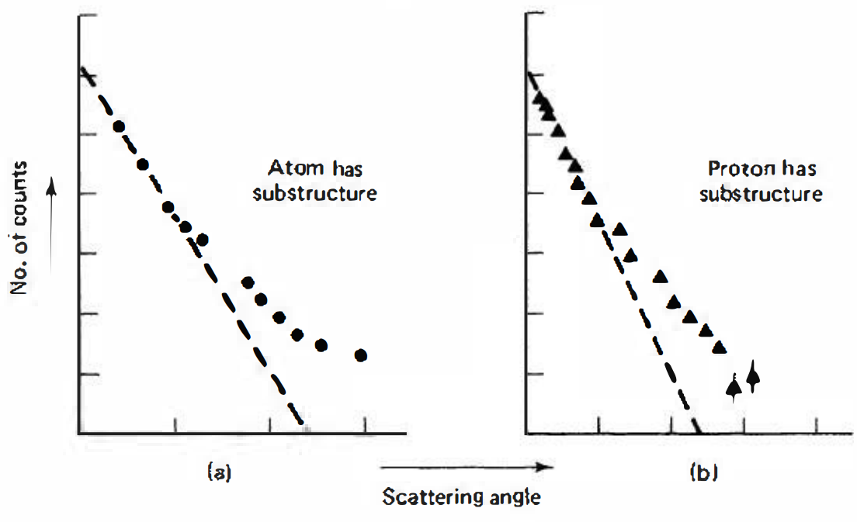 No. of counts
Atom has
substructure
Proton has
substructure
(a)
(b)
Scattering angle